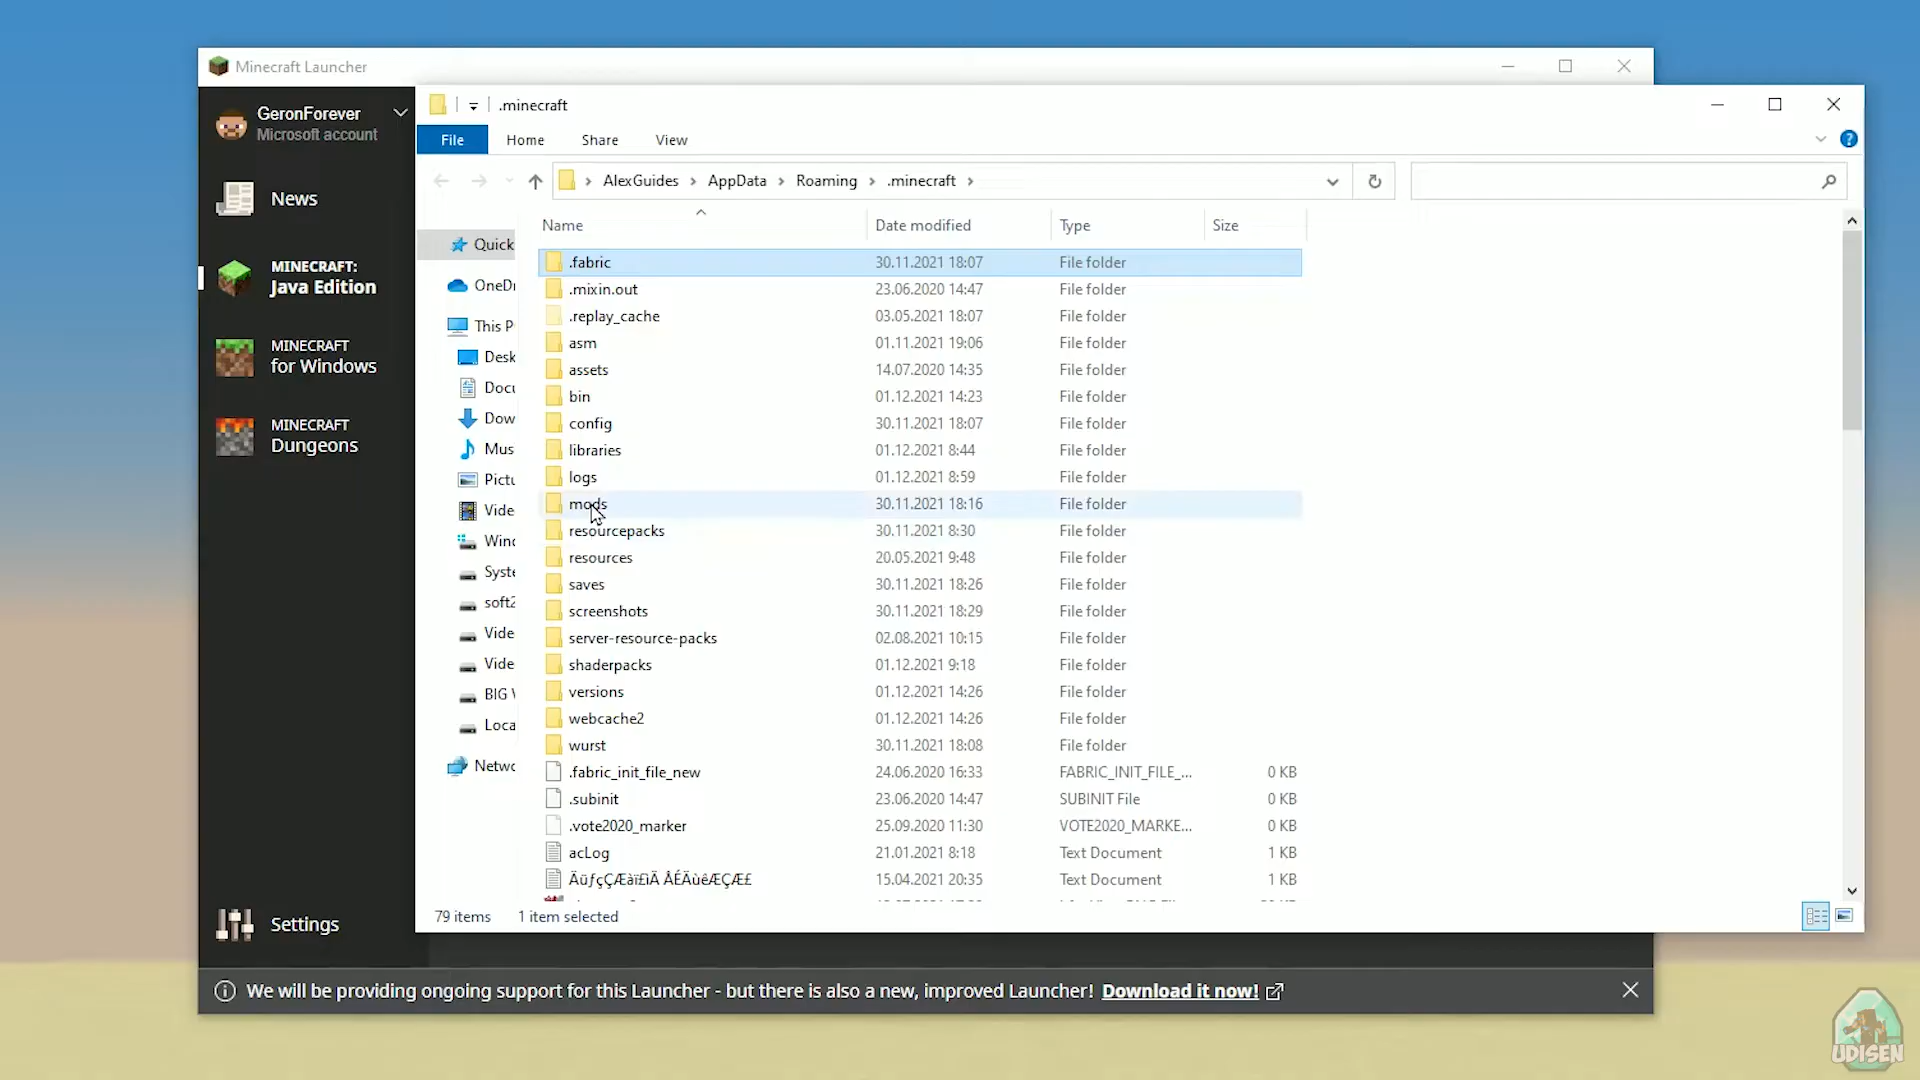 Minecraft Launcher
GeronForever
Microsoft account
News
MINECRAFT:
Java Edition
MINECRAFT
for Windows
MINECRAFT
Dungeons
Settings
.minecraft
File Home Share View
AlexGuides > AppData > Roaming > .minecraft >
Quick
OneDr
This P
Desk
Docu
Dow
Mus
Pictu
Vide
Wind
Syste
soft2
Vide
Vide
BIG
Loca
Netwo
Name Date modified Type Size
.fabric 30.11.2021 18:07 File folder
.mixin.out 23.06.2020 14:47 File folder
.replay_cache 03.05.2021 18:07 File folder
asm 01.11.2021 19:06 File folder
assets 14.07.2020 14:35 File folder
bin 01.12.2021 14:23 File folder
config 30.11.2021 18:07 File folder
libraries 01.12.2021 8:44 File folder
logs 01.12.2021 8:59 File folder
mods 30.11.2021 18:16 File folder
resourcepacks 30.11.2021 8:30 File folder
resources 20.05.2021 9:48 File folder
saves 30.11.2021 18:26 File folder
screenshots 30.11.2021 18:29 File folder
server-resource-packs 02.08.2021 10:15 File folder
shaderpacks 01.12.2021 9:18 File folder
versions 01.12.2021 14:26 File folder
webcache2 01.12.2021 14:26 File folder
wurst 30.11.2021 18:08 File folder
.fabric_init_file_new 24.06.2020 16:33 FABRIC_INIT_FILE_... 0 KB
.subinit 23.06.2020 14:47 SUBINIT File 0 KB
.vote2020_marker 25.09.2020 11:30 VOTE2020_MARKE... 0 KB
acLog 21.01.2021 8:18 Text Document 1 KB
15.04.2021 20:35 Text Document 1 KB
79 items 1 item selected
We will be providing ongoing support for this Launcher - but there is also a new, improved Launcher! Download it now!
UDISEN